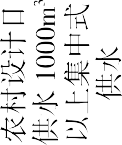 农村设计日
供水 1000m³
以上集中式
供水